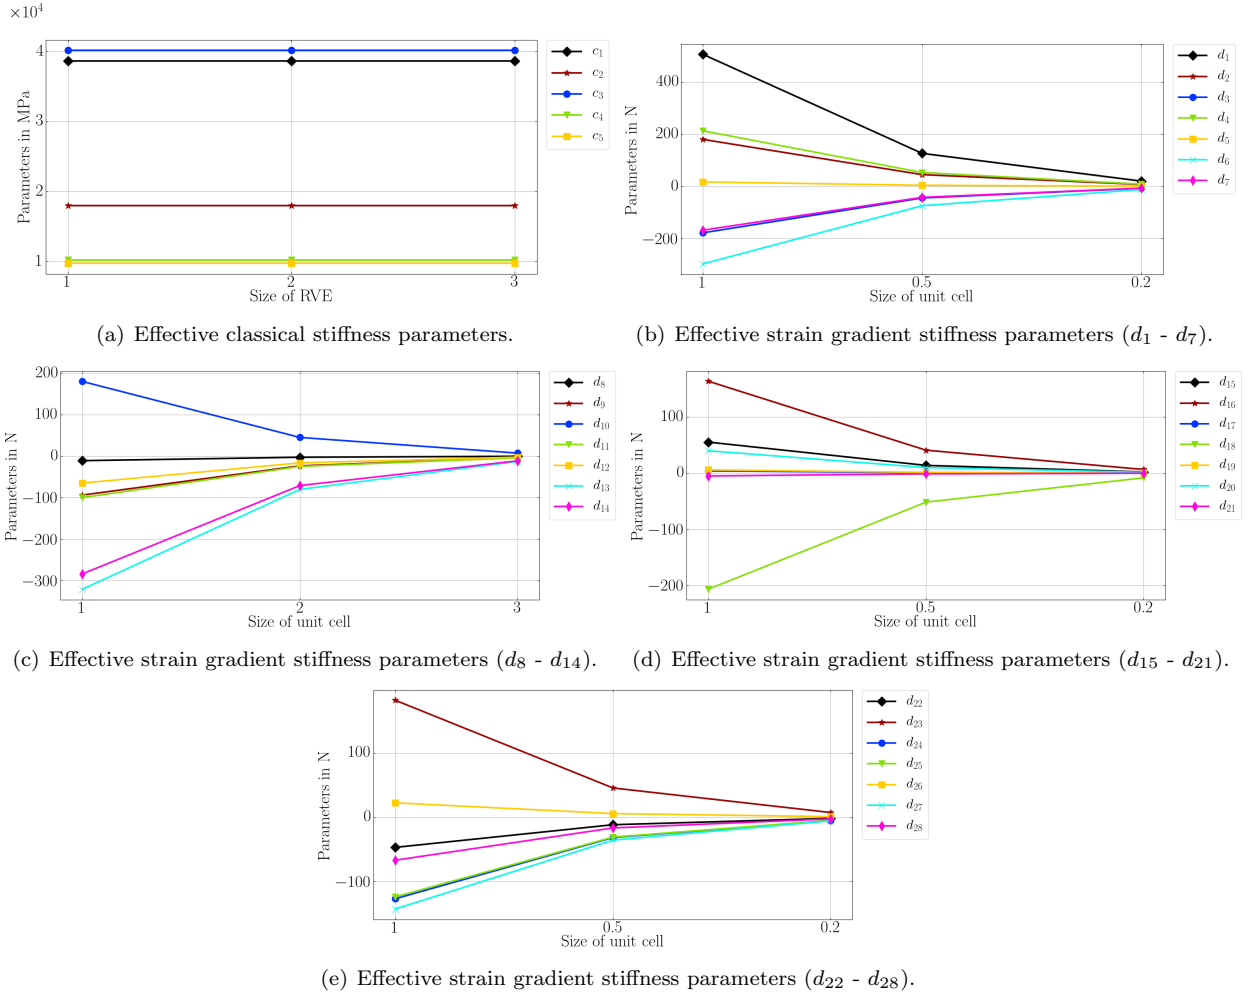 ×10⁴
4
3
2
1
Parameters in MPa
1 2 3
Size of RVE
c₁
c₂
c₃
c₄
c₅
(a) Effective classical stiffness parameters.
400
200
0
−200
Parameters in N
1 0.5 0.2
Size of unit cell
d₁
d₂
d₃
d₄
d₅
d₆
d₇
(b) Effective strain gradient stiffness parameters (d₁ - d₇).
200
100
0
−100
−200
−300
Parameters in N
1 2 3
Size of unit cell
d₈
d₉
d₁₀
d₁₁
d₁₂
d₁₃
d₁₄
(c) Effective strain gradient stiffness parameters (d₈ - d₁₄).
100
0
−100
−200
Parameters in N
1 0.5 0.2
Size of unit cell
d₁₅
d₁₆
d₁₇
d₁₈
d₁₉
d₂₀
d₂₁
(d) Effective strain gradient stiffness parameters (d₁₅ - d₂₁).
100
0
−100
Parameters in N
1 0.5 0.2
Size of unit cell
d₂₂
d₂₃
d₂₄
d₂₅
d₂₆
d₂₇
d₂₈
(e) Effective strain gradient stiffness parameters (d₂₂ - d₂₈).